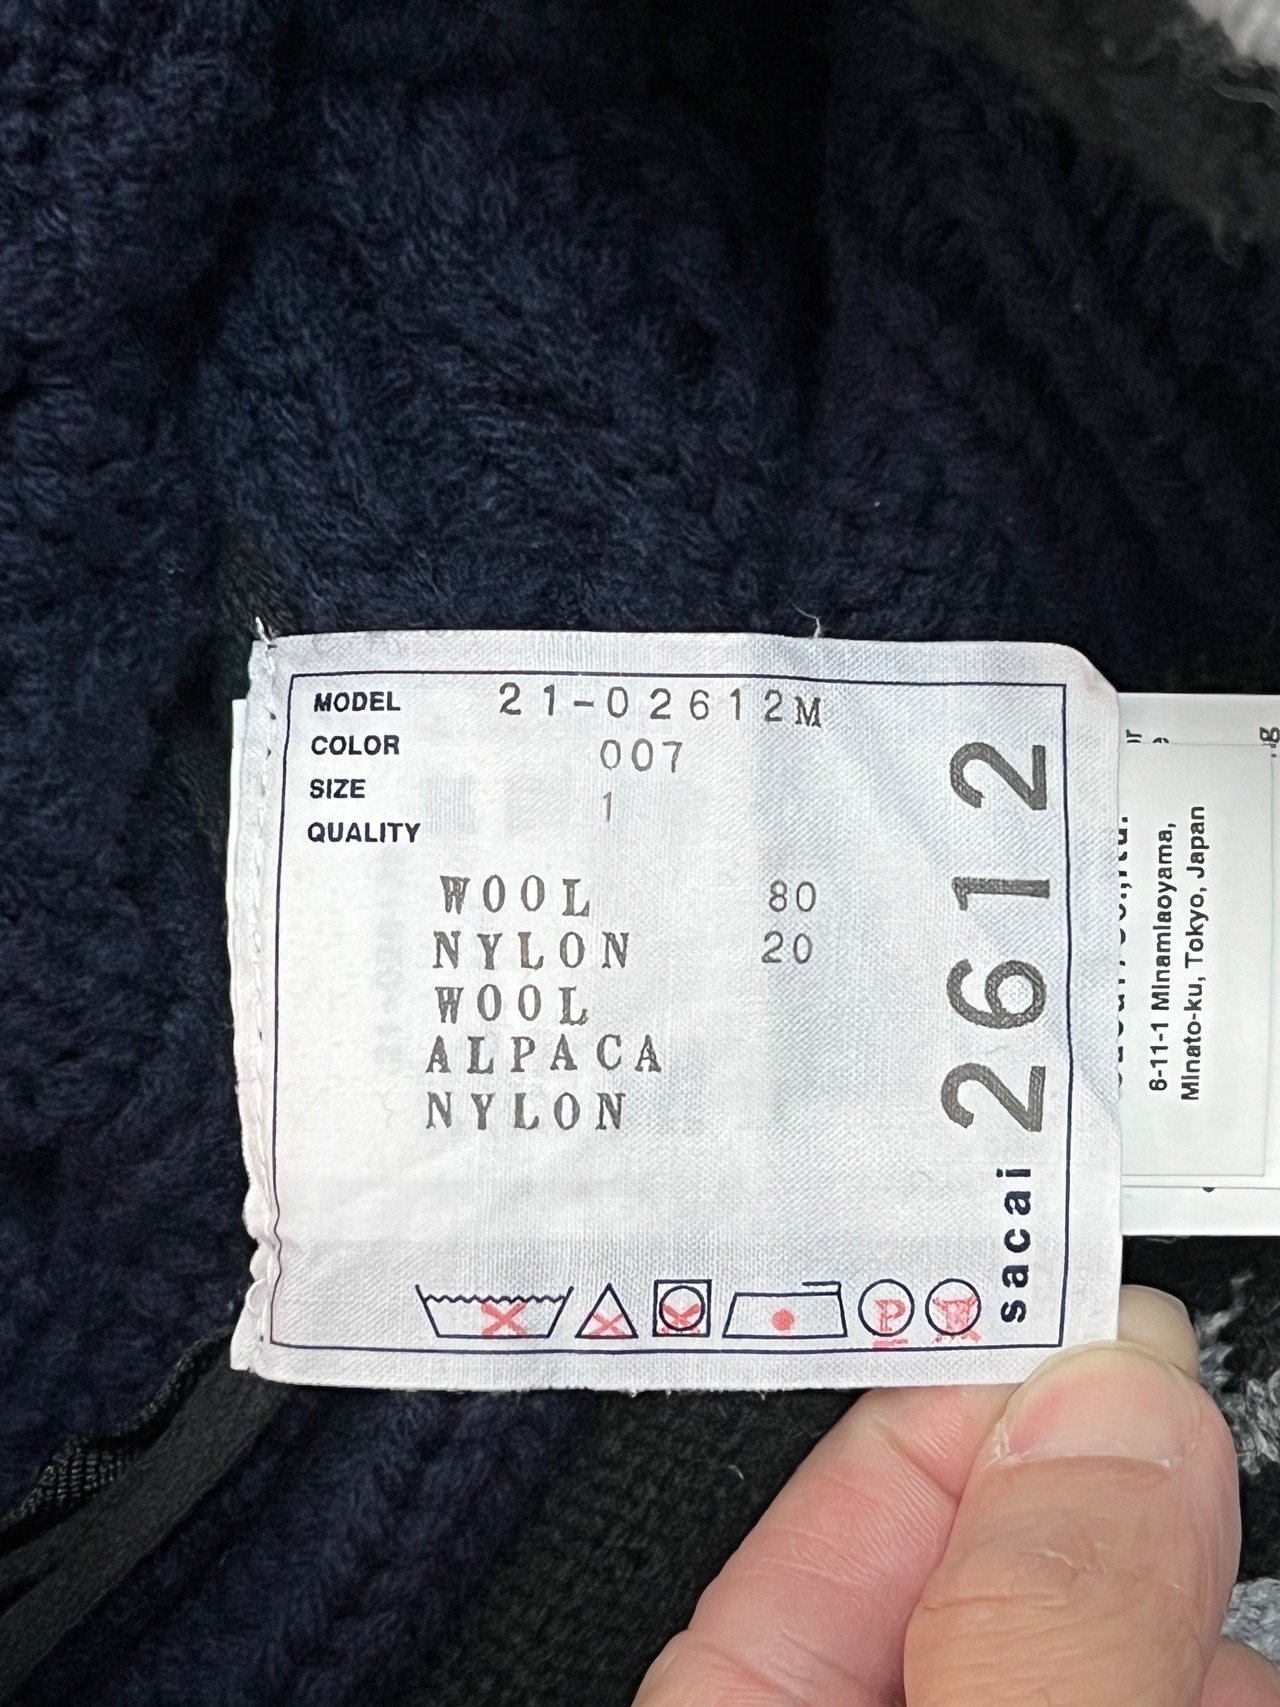 MODEL 21-02612M
COLOR 007
SIZE 1
QUALITY
WOOL 80
NYLON 20
WOOL
ALPACA
NYLON
P
sacai 2612
6-11-1 Minamiaoyama,
Minato-ku, Tokyo, Japan